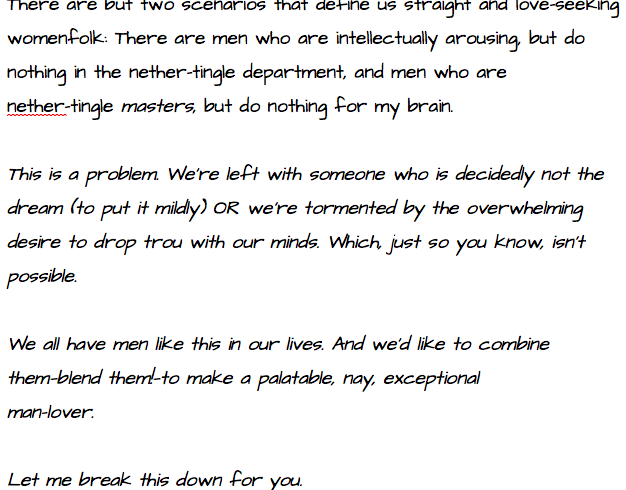 There are but two scenarios that define us straight and love-seeking
womenfolk: There are men who are intellectually arousing, but do
nothing in the nether-tingle department, and men who are
nether-tingle masters, but do nothing for my brain.
This is a problem. We're left with someone who is decidedly not the
dream (to put it mildly) OR we're tormented by the overwhelming
desire to drop trou with our minds. Which, just so you know, isn't
possible.
We all have men like this in our lives. And we'd like to combine
them-blend them!-to make a palatable, nay, exceptional
man-lover.
Let me break this down for you.